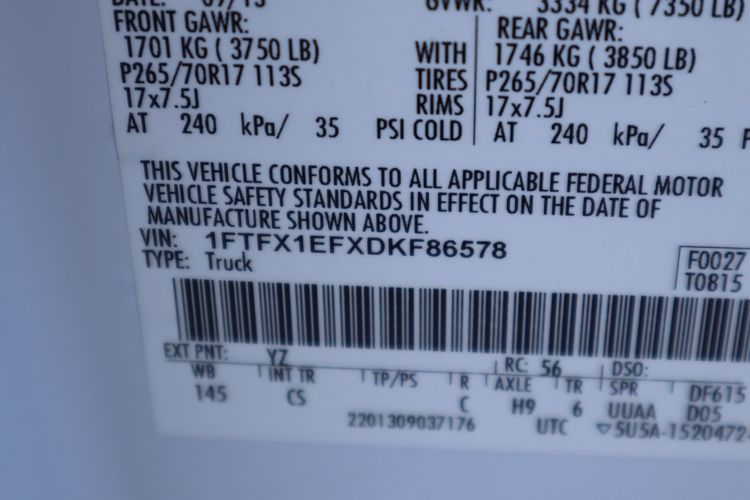 DATE: 09/13 GVWR: 3334 KG ( 7350 LB)
FRONT GAWR: REAR GAWR:
1701 KG ( 3750 LB) WITH 1746 KG ( 3850 LB)
P265/70R17 113S TIRES P265/70R17 113S
17x7.5J RIMS 17x7.5J
AT 240 kPa/ 35 PSI COLD AT 240 kPa/ 35 P
THIS VEHICLE CONFORMS TO ALL APPLICABLE FEDERAL MOTOR
VEHICLE SAFETY STANDARDS IN EFFECT ON THE DATE OF
MANUFACTURE SHOWN ABOVE.
VIN: 1FTFX1EFXDKF86578
TYPE: Truck
F0027
T0815
EXT PNT: YZ RC: 56 DSO:
WB INT TR TP/PS R AXLE TR SPR DF615
145 CS C H9 6 UUAA D05
2201309037176 UTC ▽5U5A-1520472